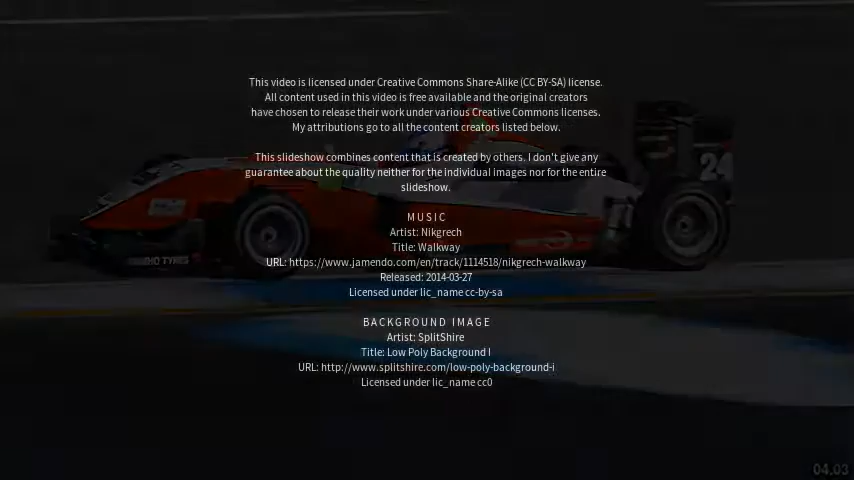 This video is licensed under Creative Commons Share-Alike (CC BY-SA) license.
All content used in this video is free available and the original creators
have chosen to release their work under various Creative Commons licenses.
My attributions go to all the content creators listed below.
This slideshow combines content that is created by others. I don't give any
guarantee about the quality neither for the individual images nor for the entire
slideshow.
MUSIC
Artist: Nikgrech
Title: Walkway
URL: https://www.jamendo.com/en/track/1114518/nikgrech-walkway
Released: 2014-03-27
Licensed under lic_name cc-by-sa
BACKGROUND IMAGE
Artist: SplitShire
Title: Low Poly Background I
URL: http://www.splitshire.com/low-poly-background-i
Licensed under lic_name cc0
24
TYRES
04.03